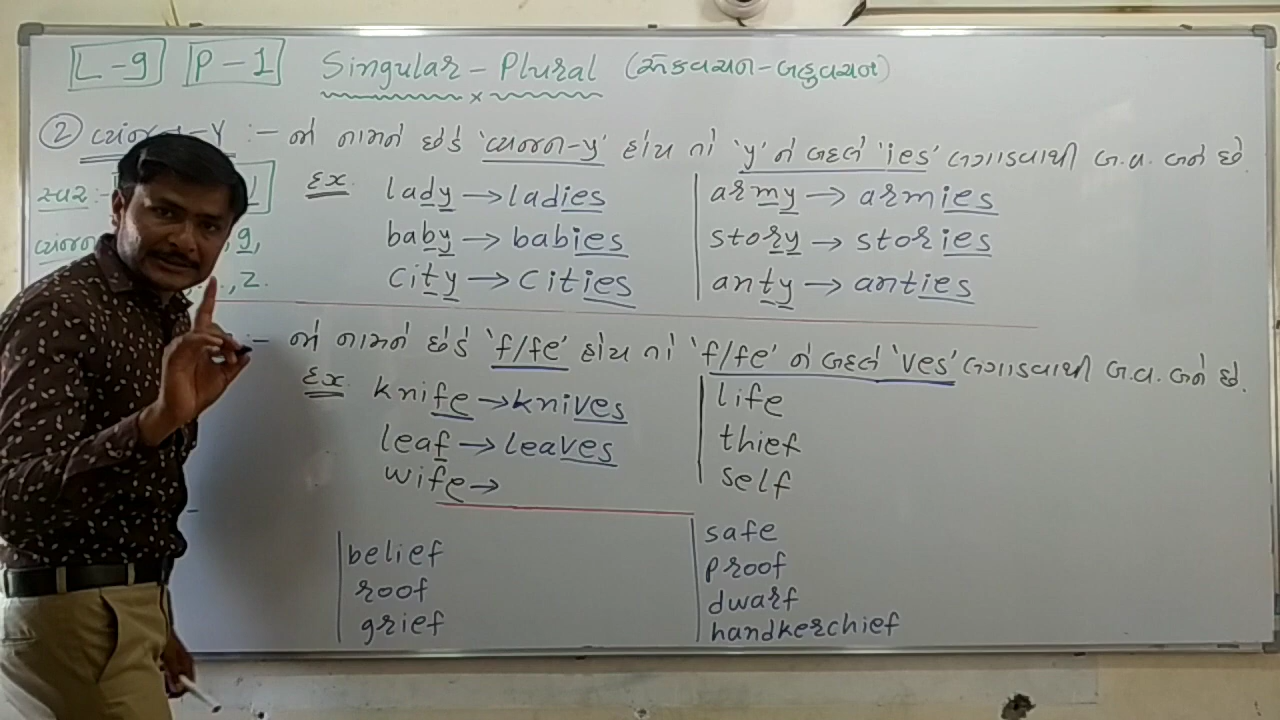 L-9 P-1 Singular - Plural (એકવચન-બહુવચન)
② વ્યંજન-Y :- જો નામને છેડે 'વ્યંજન-y' હોય તો 'y' ને બદલે 'ies' લગાડવાથી બ.વ. બને છે.
સ્વર :- Ex lady → ladies army → armies
વ્યંજન g, baby → babies story → stories
., z. city → cities anty → anties
:- જો નામને છેડે 'f/fe' હોય તો 'f/fe' ને બદલે 'ves' લગાડવાથી બ.વ. બને છે.
Ex knife → knives life
leaf → leaves thief
wife → self
belief safe
roof proof
grief dwarf
handkerchief